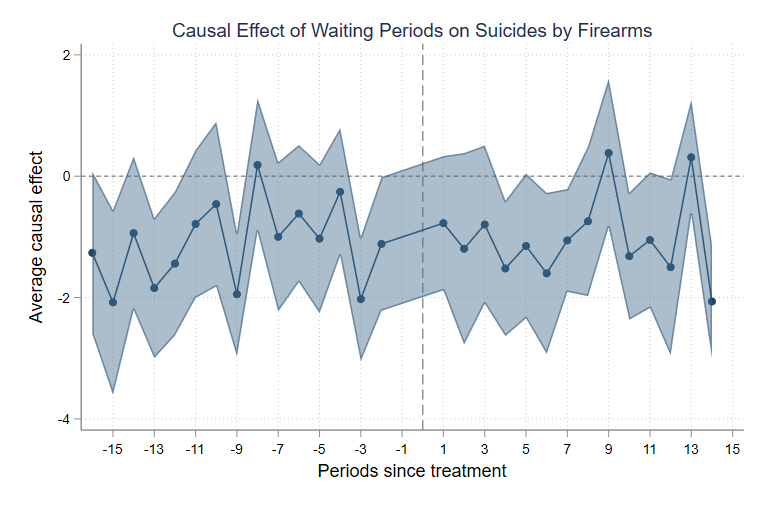 Causal Effect of Waiting Periods on Suicides by Firearms
2
0
-2
-4
Average causal effect
-15 -13 -11 -9 -7 -5 -3 -1 1 3 5 7 9 11 13 15
Periods since treatment